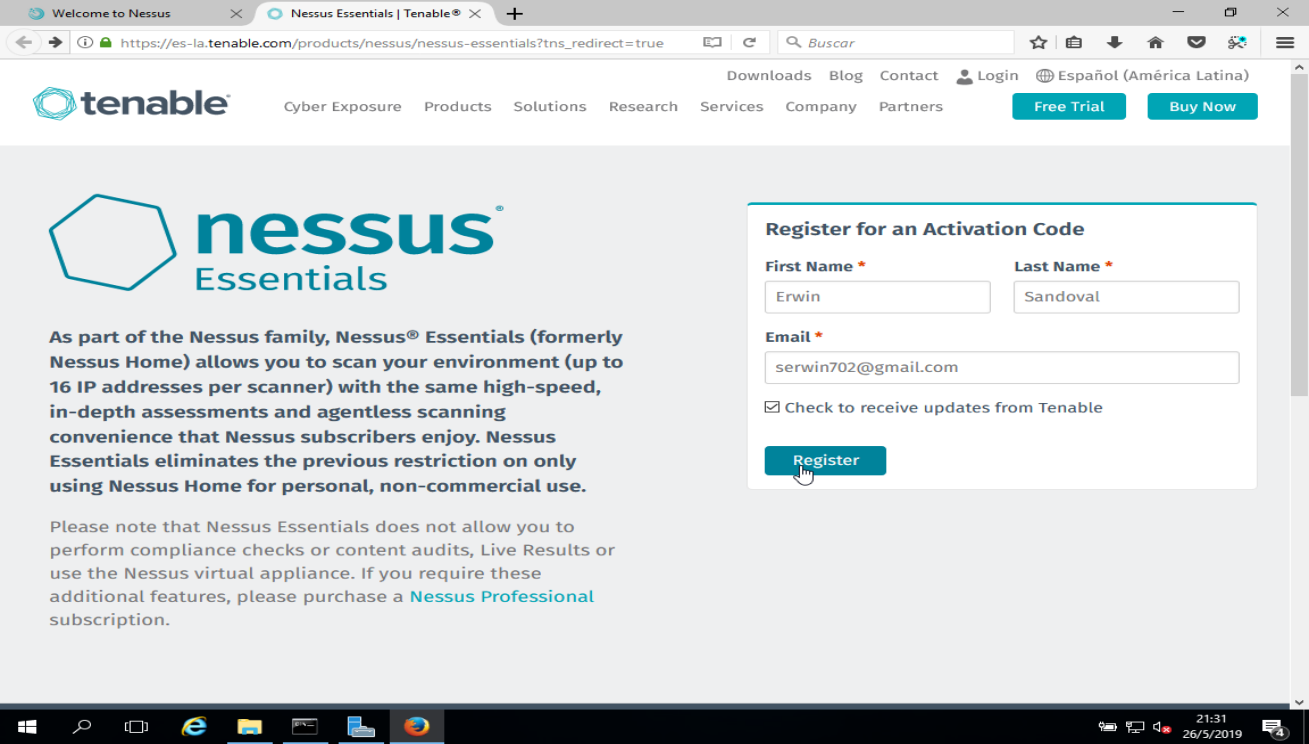 Welcome to Nessus
Nessus Essentials | Tenable®
https://es-la.tenable.com/products/nessus/nessus-essentials?tns_redirect=true
Buscar
Downloads Blog Contact Login Español (América Latina)
tenable®
Cyber Exposure Products Solutions Research Services Company Partners Free Trial Buy Now
nessus®
Essentials
As part of the Nessus family, Nessus® Essentials (formerly
Nessus Home) allows you to scan your environment (up to
16 IP addresses per scanner) with the same high-speed,
in-depth assessments and agentless scanning
convenience that Nessus subscribers enjoy. Nessus
Essentials eliminates the previous restriction on only
using Nessus Home for personal, non-commercial use.
Please note that Nessus Essentials does not allow you to
perform compliance checks or content audits, Live Results or
use the Nessus virtual appliance. If you require these
additional features, please purchase a Nessus Professional
subscription.
Register for an Activation Code
First Name * Last Name *
Erwin Sandoval
Email *
serwin702@gmail.com
Check to receive updates from Tenable
Register
21:31
26/5/2019
4